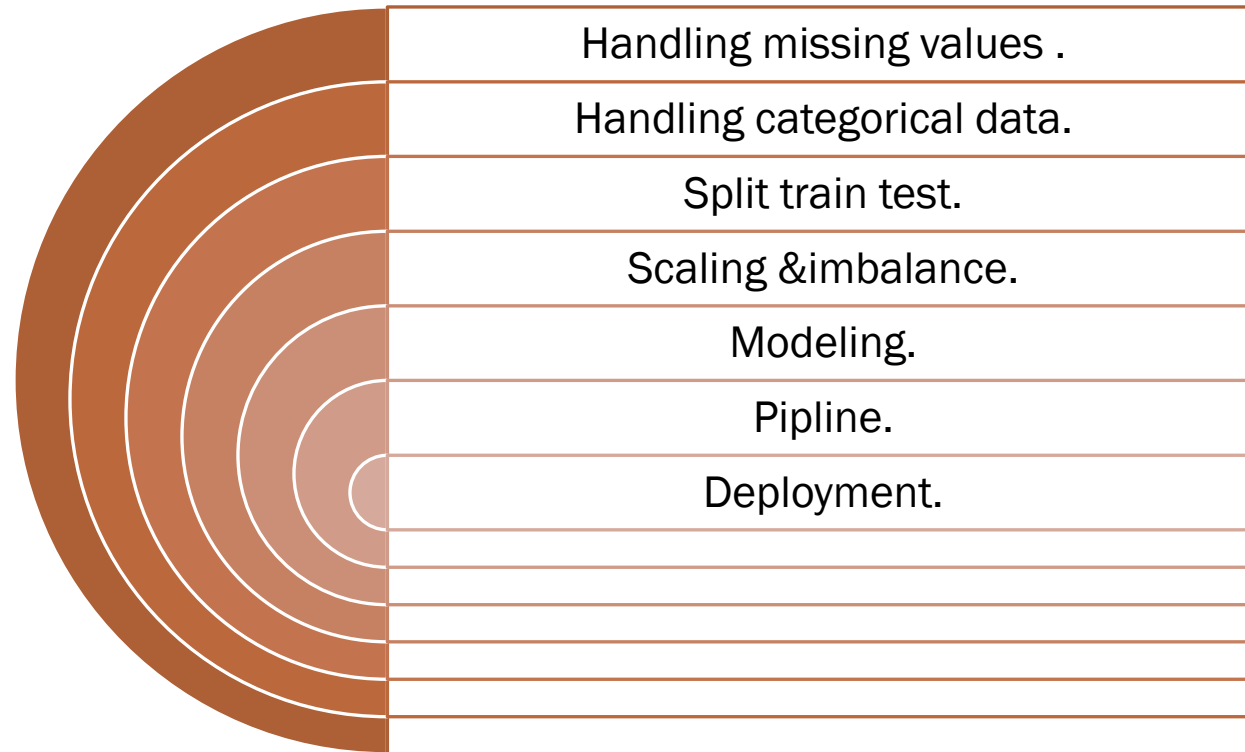 Handling missing values .
Handling categorical data.
Split train test.
Scaling &imbalance.
Modeling.
Pipline.
Deployment.